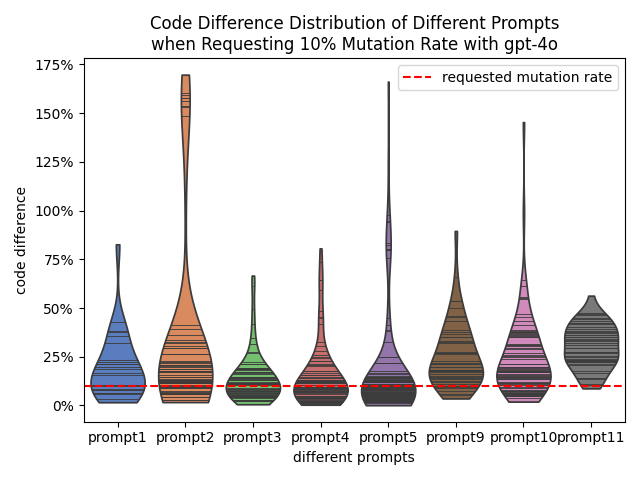 Code Difference Distribution of Different Prompts
when Requesting 10% Mutation Rate with gpt-4o
requested mutation rate
175%
150%
125%
100%
75%
50%
25%
0%
code difference
prompt1 prompt2 prompt3 prompt4 prompt5 prompt9 prompt10 prompt11
different prompts